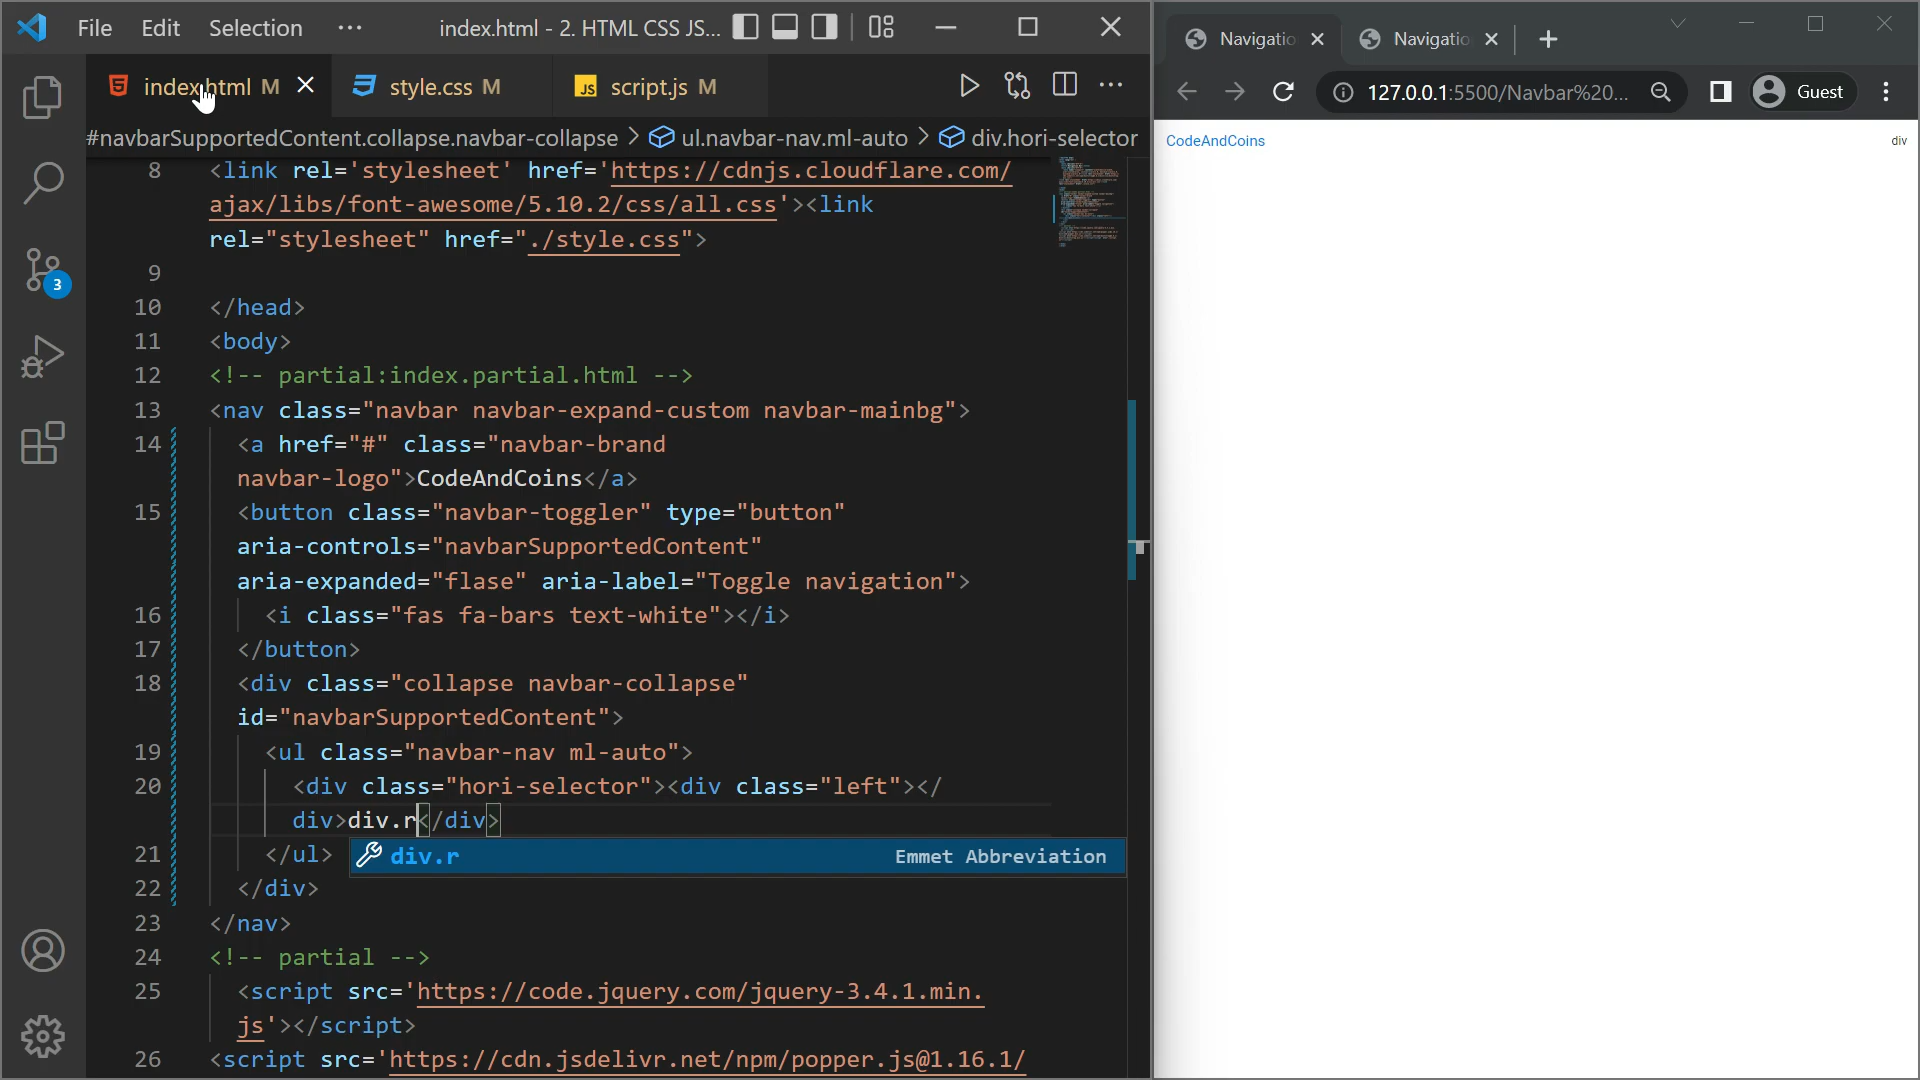 File Edit Selection ··· index.html - 2. HTML CSS JS...
index.html M style.css M JS script.js M
#navbarSupportedContent.collapse.navbar-collapse > ul.navbar-nav.ml-auto > div.hori-selector
8 <link rel='stylesheet' href='https://cdnjs.cloudflare.com/
ajax/libs/font-awesome/5.10.2/css/all.css'><link
rel="stylesheet" href="./style.css">
9
10 </head>
11 <body>
12 <!-- partial:index.partial.html -->
13 <nav class="navbar navbar-expand-custom navbar-mainbg">
14 <a href="#" class="navbar-brand
navbar-logo">CodeAndCoins</a>
15 <button class="navbar-toggler" type="button"
aria-controls="navbarSupportedContent"
aria-expanded="flase" aria-label="Toggle navigation">
16 <i class="fas fa-bars text-white"></i>
17 </button>
18 <div class="collapse navbar-collapse"
id="navbarSupportedContent">
19 <ul class="navbar-nav ml-auto">
20 <div class="hori-selector"><div class="left"></
div>div.r</div>
21 </ul>
div.r Emmet Abbreviation
22 </div>
23 </nav>
24 <!-- partial -->
25 <script src='https://code.jquery.com/jquery-3.4.1.min.
js'></script>
26 <script src='https://cdn.jsdelivr.net/npm/popper.js@1.16.1/
3
Navigatio Navigatio
127.0.0.1:5500/Navbar%20... Guest
CodeAndCoins div